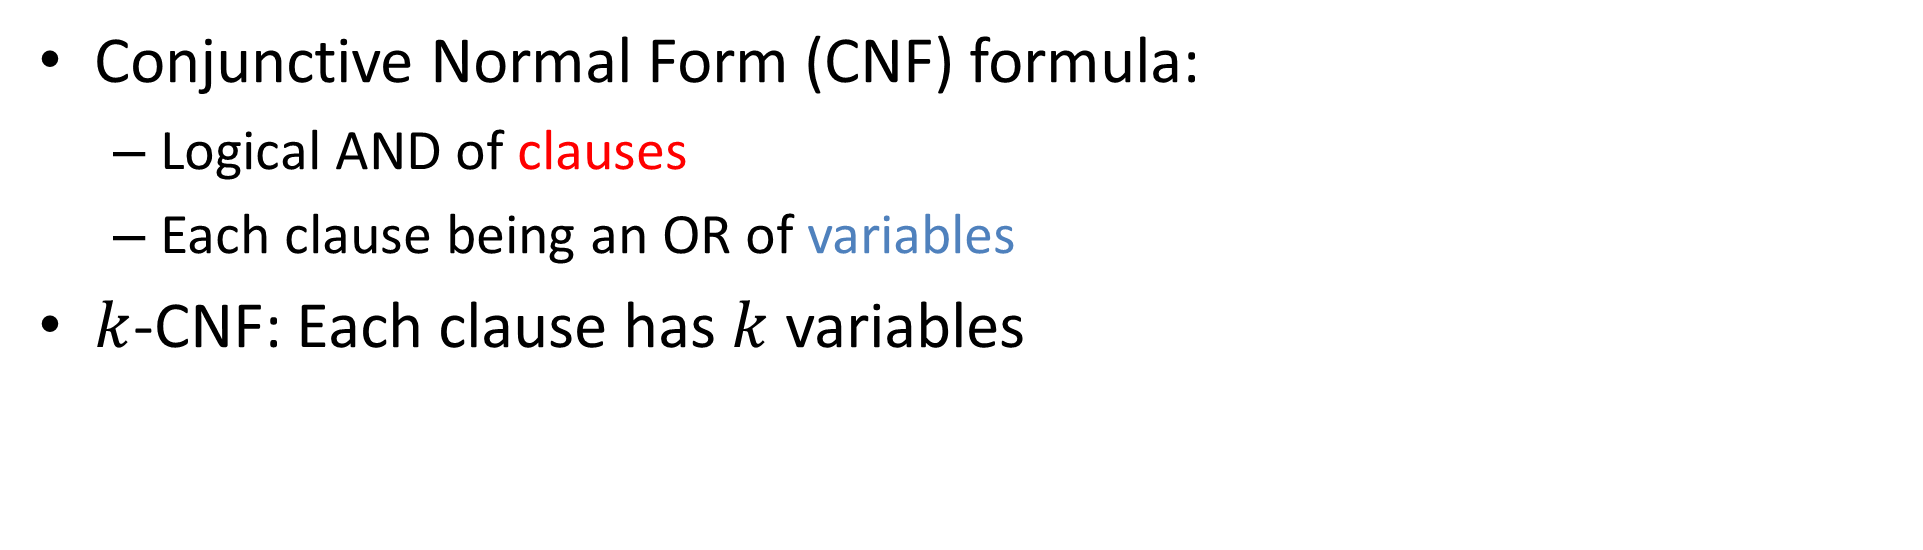 • Conjunctive Normal Form (CNF) formula:
– Logical AND of clauses
– Each clause being an OR of variables
• k-CNF: Each clause has k variables